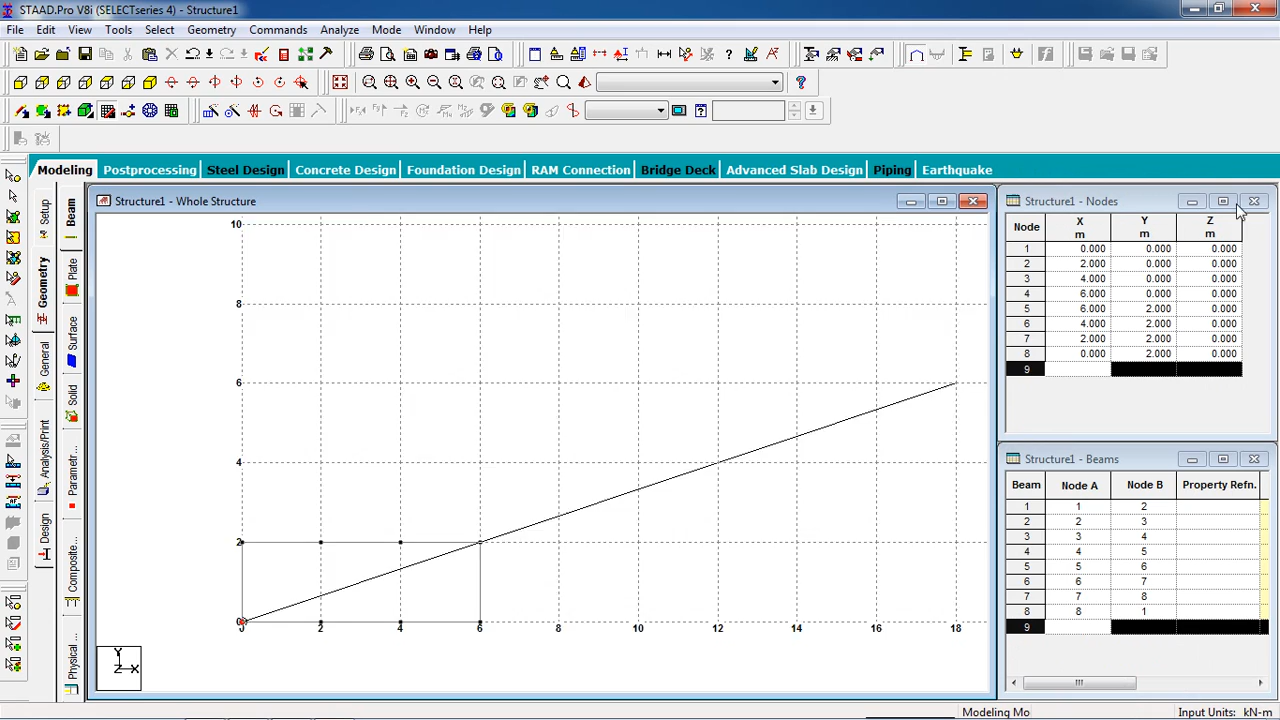 STAAD.Pro V8i (SELECTseries 4) - Structure1
File Edit View Tools Select Geometry Commands Analyze Mode Window Help
Modeling Postprocessing Steel Design Concrete Design Foundation Design RAM Connection Bridge Deck Advanced Slab Design Piping Earthquake
Setup
Geometry
General
Analysis/Print
Design
Beam
Plate
Surface
Solid
Parametr...
Composite...
Physical ...
Structure1 - Whole Structure
10
8
6
4
2
0
0 2 4 6 8 10 12 14 16 18
Y
Z X
Structure1 - Nodes
Node X m Y m Z m
1 0.000 0.000 0.000
2 2.000 0.000 0.000
3 4.000 0.000 0.000
4 6.000 0.000 0.000
5 6.000 2.000 0.000
6 4.000 2.000 0.000
7 2.000 2.000 0.000
8 0.000 2.000 0.000
9
Structure1 - Beams
Beam Node A Node B Property Refn.
1 1 2
2 2 3
3 3 4
4 4 5
5 5 6
6 6 7
7 7 8
8 8 1
9
Modeling Mo Input Units: kN-m